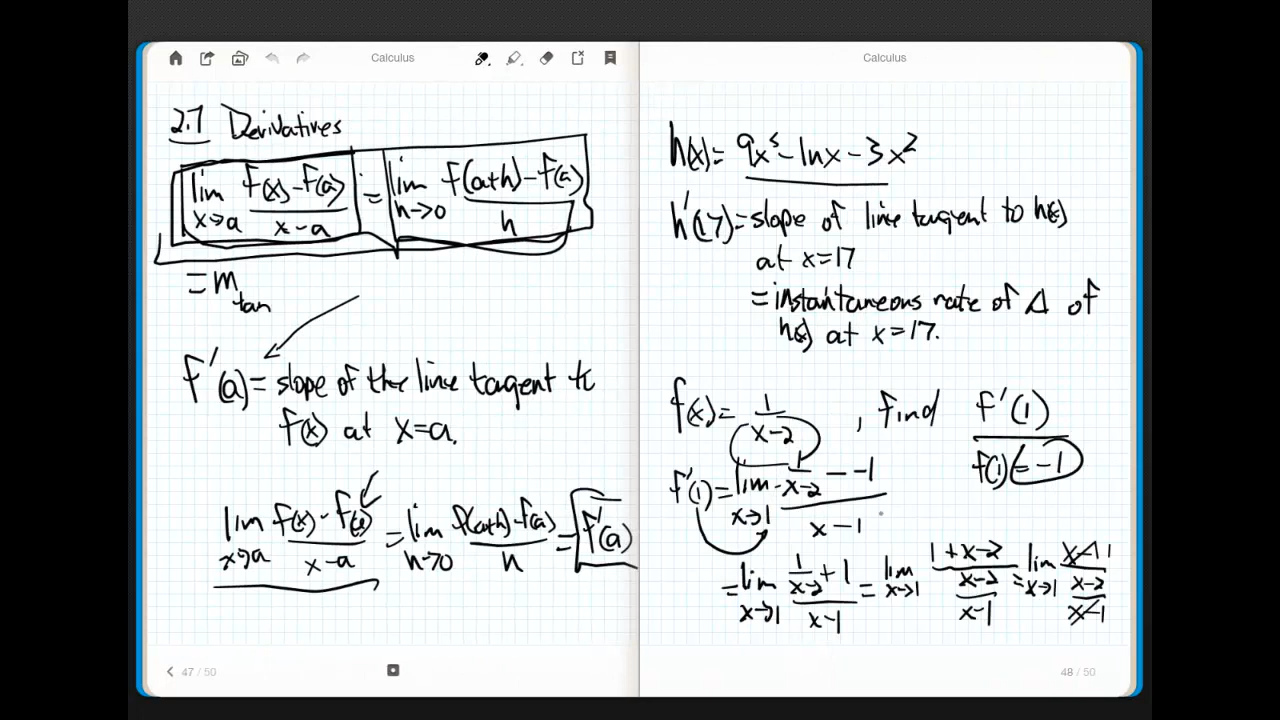 Calculus
2.7 Derivatives
lim x→a (f(x)-f(a))/(x-a) = lim h→0 (f(a+h)-f(a))/h
= m tan
f'(a) = slope of the line tagent to
f(x) at x=a.
lim x→a (f(x)-f(a))/(x-a) = lim h→0 (f(a+h)-f(a))/h = f'(a)
47 / 50
Calculus
h(x) = 9x⁵ - lnx - 3x²
h'(17) = slope of line tangent to h(x)
at x=17
= instantaneous rate of Δ of
h(x) at x=17.
f(x) = 1/(x-2) , find f'(1)
f(1) = -1
f'(1) = lim x→1 (1/(x-2) - -1)/(x-1)
= lim x→1 (1/(x-2) + 1)/(x-1) = lim x→1 ((1+x-2)/(x-2))/(x-1) = lim x→1 ((x-1) 1/(x-2))/(x-1)
48 / 50